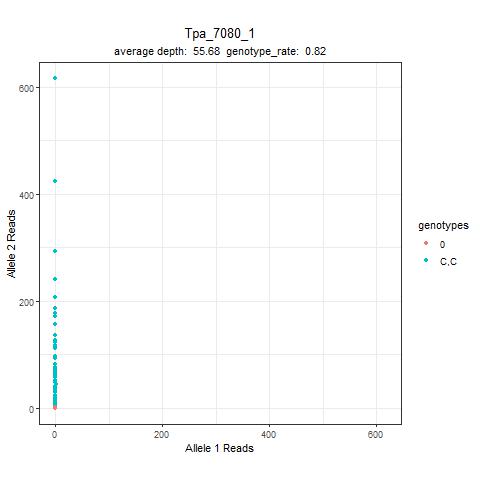 Tpa_7080_1
average depth:  55.68  genotype_rate:  0.82
600
400
200
0
0
200
400
600
Allele 2 Reads
Allele 1 Reads
genotypes
0
C,C